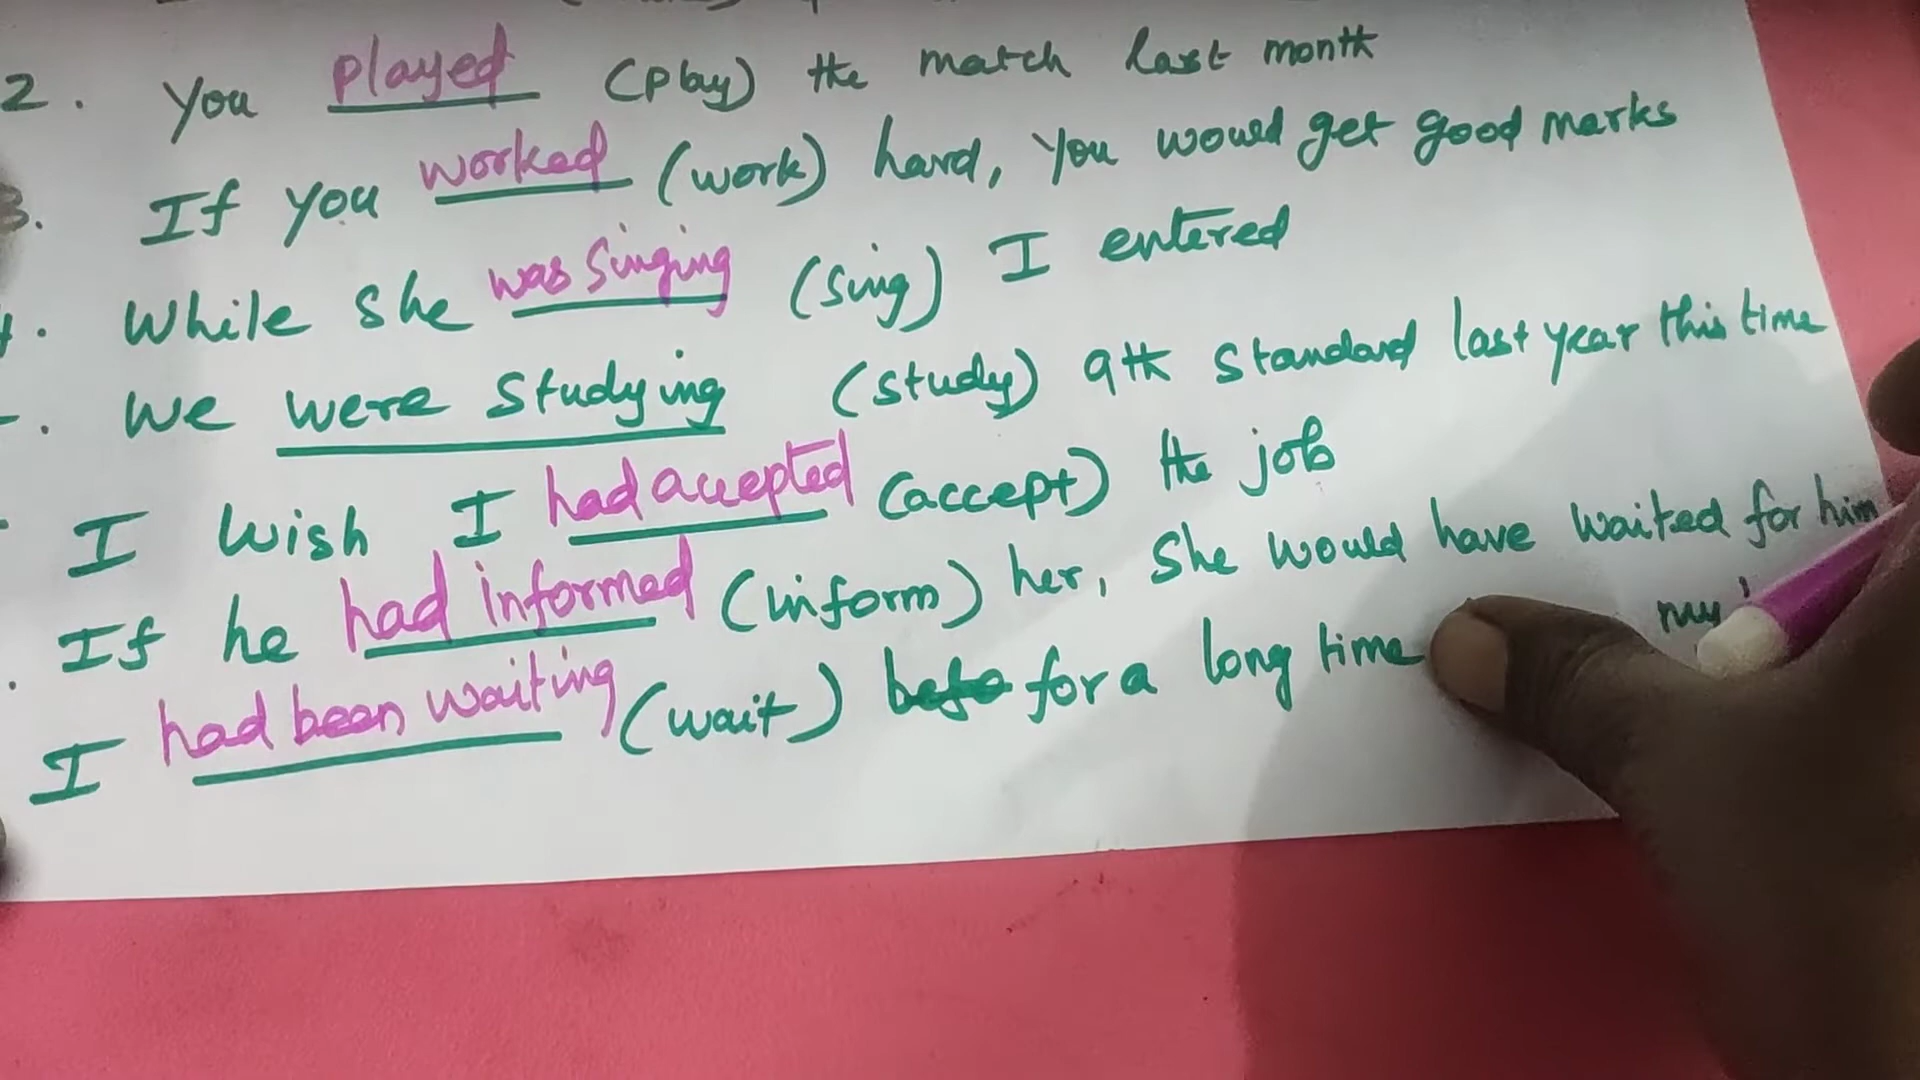 2. You played (play) the match last month
3. If you worked (work) hard, you would get good marks
4. While she was singing (sing) I entered
We were studying (study) 9th standard last year this time
I wish I had accepted (accept) the job
If he had informed (inform) her, she would have waited for him
I had been waiting (wait) for a long time